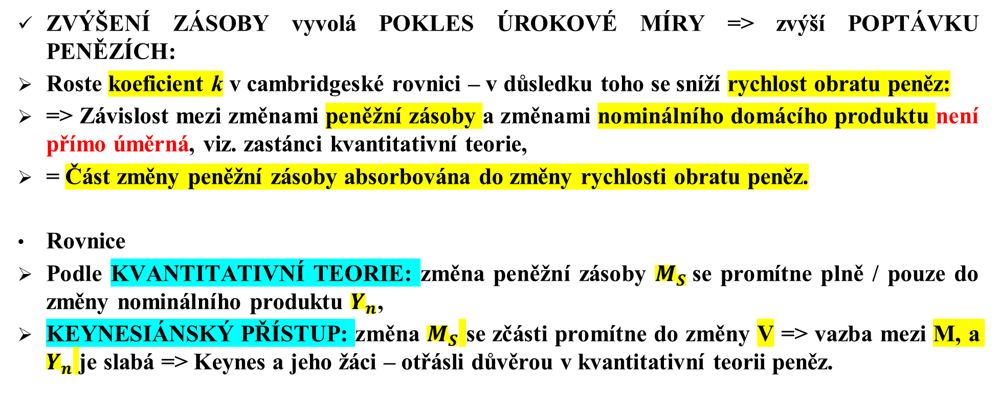 ✓ ZVÝŠENÍ ZÁSOBY vyvolá POKLES ÚROKOVÉ MÍRY => zvýší POPTÁVKU
PENĚZÍCH:
➢ Roste koeficient k v cambridgeské rovnici – v důsledku toho se sníží rychlost obratu peněz:
➢ => Závislost mezi změnami peněžní zásoby a změnami nominálního domácího produktu není
přímo úměrná, viz. zastánci kvantitativní teorie,
➢ = Část změny peněžní zásoby absorbována do změny rychlosti obratu peněz.
• Rovnice
➢ Podle KVANTITATIVNÍ TEORIE: změna peněžní zásoby M_S se promítne plně / pouze do
změny nominálního produktu Y_n,
➢ KEYNESIÁNSKÝ PŘÍSTUP: změna M_S se zčásti promítne do změny V => vazba mezi M, a
Y_n je slabá => Keynes a jeho žáci – otřásli důvěrou v kvantitativní teorii peněz.